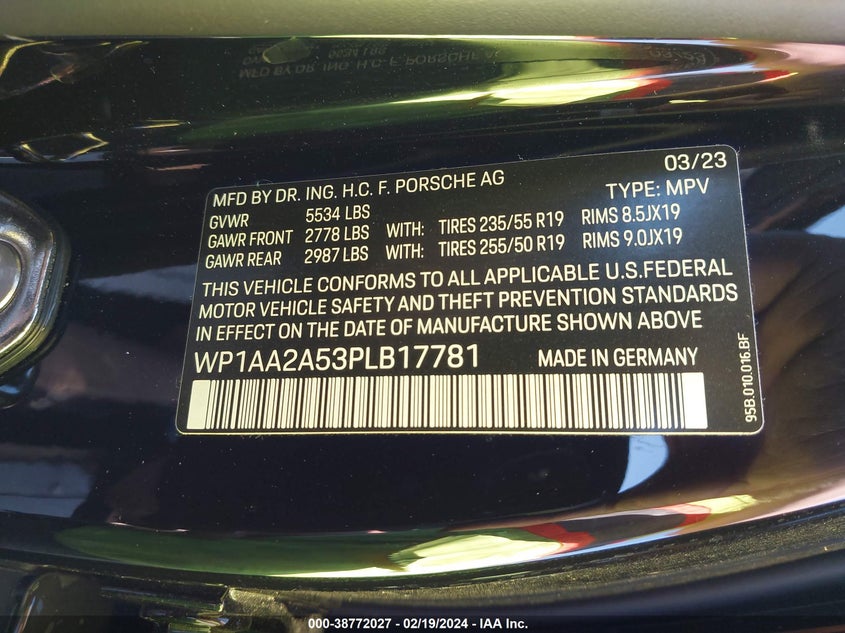 03/23
MFD BY DR. ING. H.C. F. PORSCHE AG TYPE: MPV
GVWR 5534 LBS
GAWR FRONT 2778 LBS WITH: TIRES 235/55 R19 RIMS 8.5JX19
GAWR REAR 2987 LBS WITH: TIRES 255/50 R19 RIMS 9.0JX19
THIS VEHICLE CONFORMS TO ALL APPLICABLE U.S.FEDERAL
MOTOR VEHICLE SAFETY AND THEFT PREVENTION STANDARDS
IN EFFECT ON THE DATE OF MANUFACTURE SHOWN ABOVE
WP1AA2A53PLB17781
95B.010.016.BF
000-38772027 - 02/19/2024 - IAA Inc.